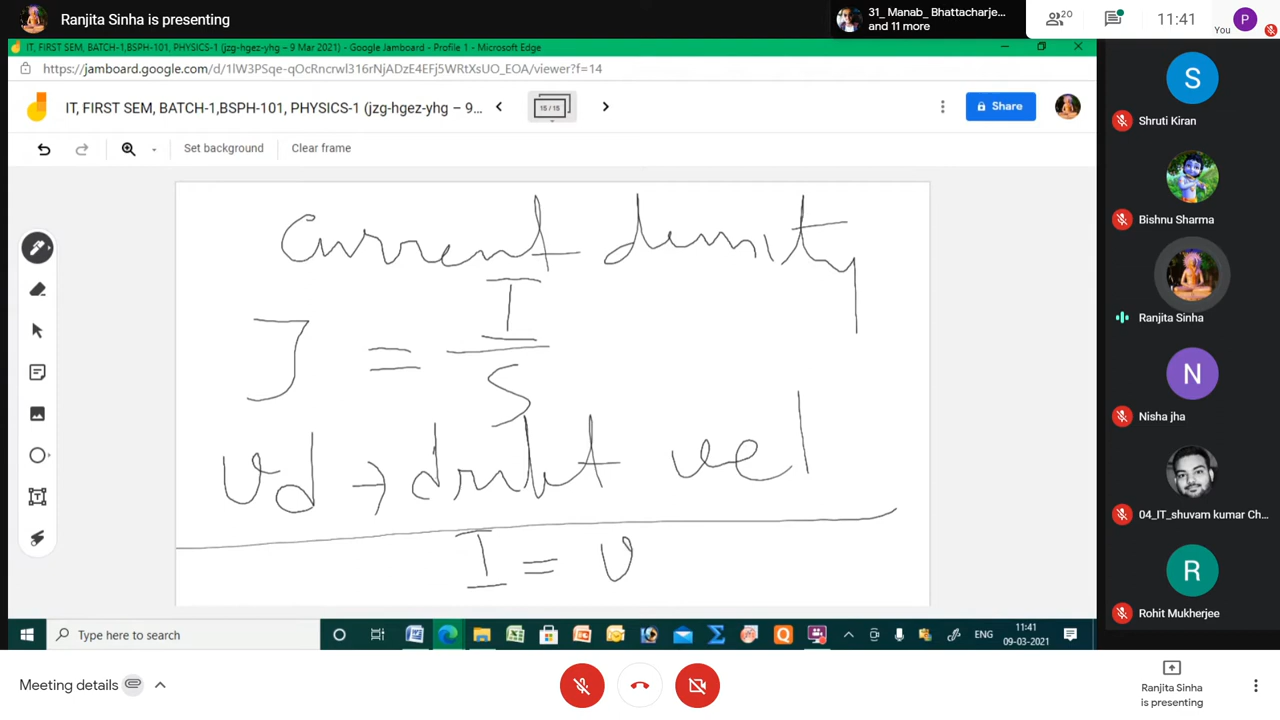 Ranjita Sinha is presenting
31_ Manab_ Bhattacharje...
and 11 more
20
11:41
You
P
IT, FIRST SEM, BATCH-1,BSPH-101, PHYSICS-1 (jzg-hgez-yhg – 9 Mar 2021) - Google Jamboard - Profile 1 - Microsoft Edge
https://jamboard.google.com/d/1lW3PSqe-qOcRncrwl316rNjADzE4EFj5WRtXsUO_EOA/viewer?f=14
IT, FIRST SEM, BATCH-1,BSPH-101, PHYSICS-1 (jzg-hgez-yhg – 9...
15 / 15
Share
Set background
Clear frame
Current density
J = I
S
vd → drift vel
I = v
S
Shruti Kiran
Bishnu Sharma
Ranjita Sinha
N
Nisha jha
04_IT_shuvam kumar Ch...
R
Rohit Mukherjee
Type here to search
ENG
11:41
09-03-2021
Meeting details
Ranjita Sinha
is presenting